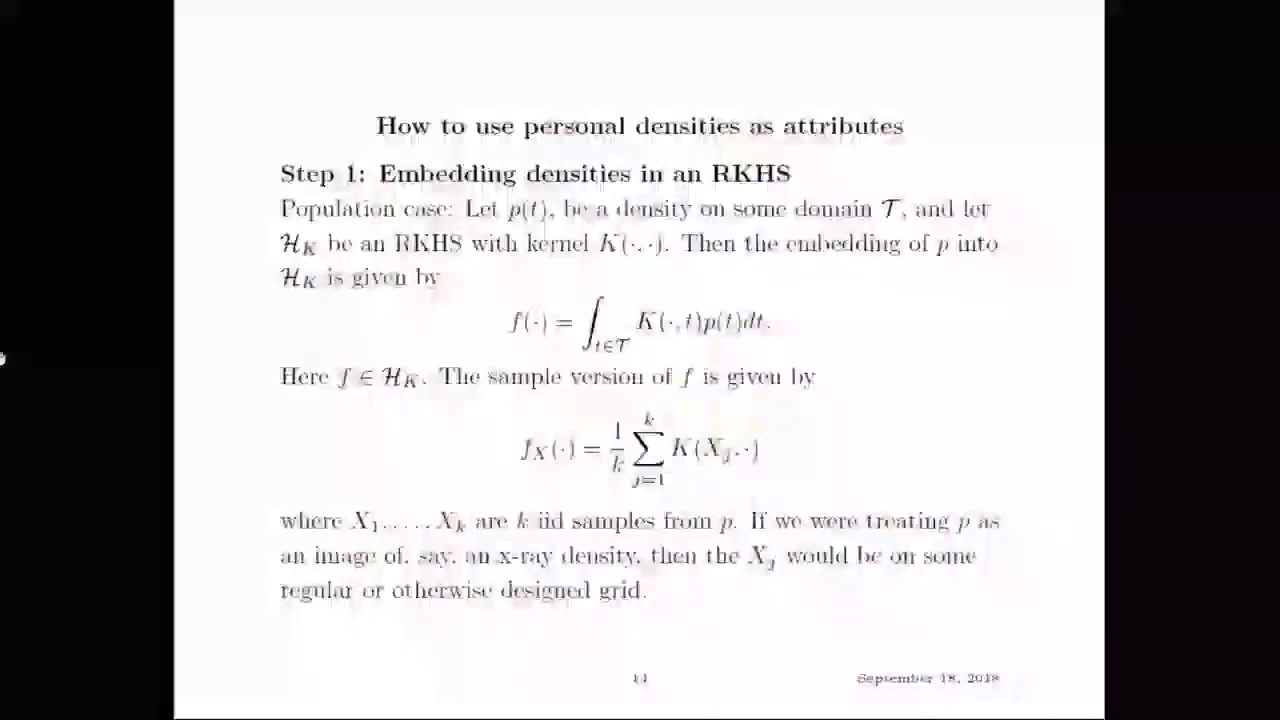 How to use personal densities as attributes
Step 1: Embedding densities in an RKHS
Population case: Let p(t), be a density on some domain 𝒯, and let
ℋ_K be an RKHS with kernel K(·,·). Then the embedding of p into
ℋ_K is given by
f(·) = ∫_{t∈𝒯} K(·,t)p(t)dt.
Here f ∈ ℋ_K. The sample version of f is given by
f_X(·) = \frac{1}{k} ∑_{j=1}^{k} K(X_j,·)
where X_1,...,X_k are k iid samples from p. If we were treating p as
an image of, say, an x-ray density, then the X_j would be on some
regular or otherwise designed grid.
September 18, 2018